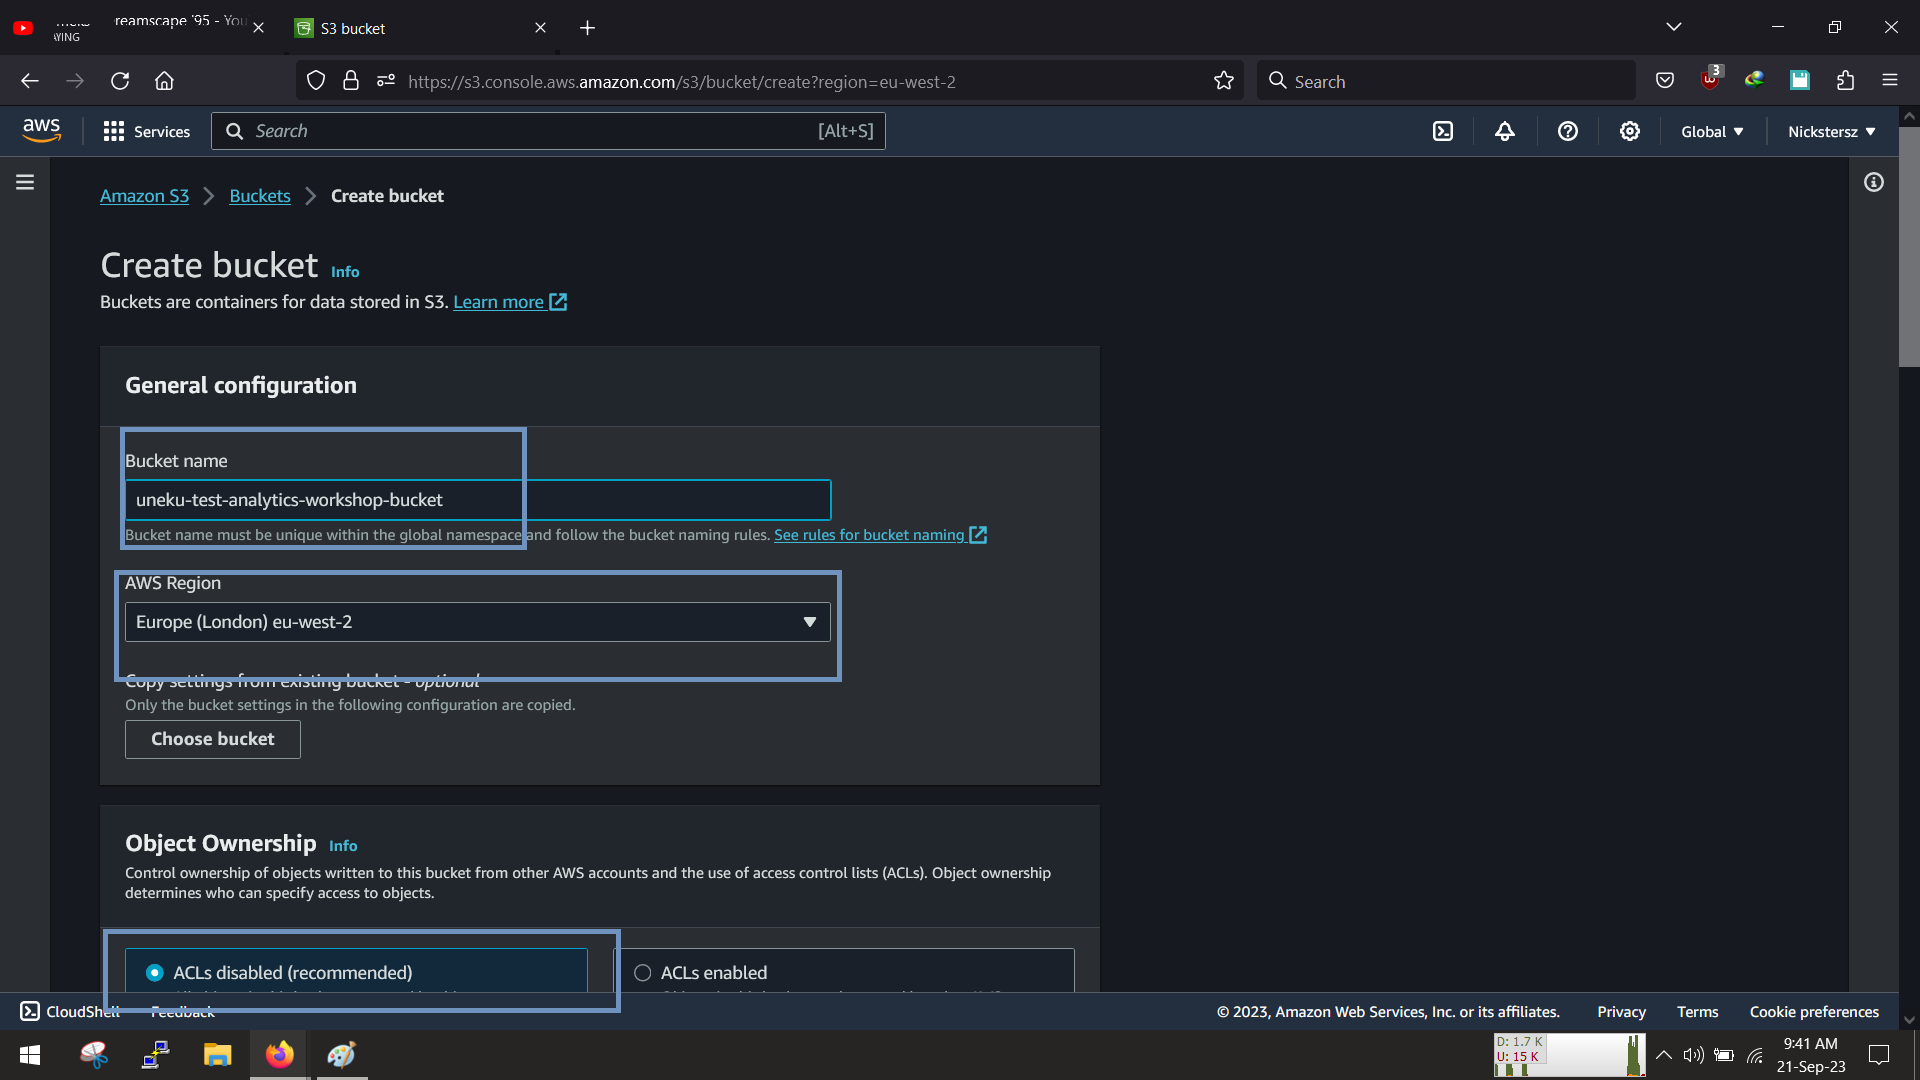 reamscape '95 - You
AYING
S3 bucket
https://s3.console.aws.amazon.com/s3/bucket/create?region=eu-west-2
Search
3
aws
Services
Search
[Alt+S]
Global
Nickstersz
Amazon S3
Buckets
Create bucket
Create bucket
Info
Buckets are containers for data stored in S3. Learn more
General configuration
Bucket name
uneku-test-analytics-workshop-bucket
Bucket name must be unique within the global namespace and follow the bucket naming rules. See rules for bucket naming
AWS Region
Europe (London) eu-west-2
Copy settings from existing bucket - optional
Only the bucket settings in the following configuration are copied.
Choose bucket
Object Ownership
Info
Control ownership of objects written to this bucket from other AWS accounts and the use of access control lists (ACLs). Object ownership
determines who can specify access to objects.
ACLs disabled (recommended)
ACLs enabled
CloudShell
Feedback
© 2023, Amazon Web Services, Inc. or its affiliates.
Privacy
Terms
Cookie preferences
D: 1.7 K
U: 15 K
9:41 AM
21-Sep-23